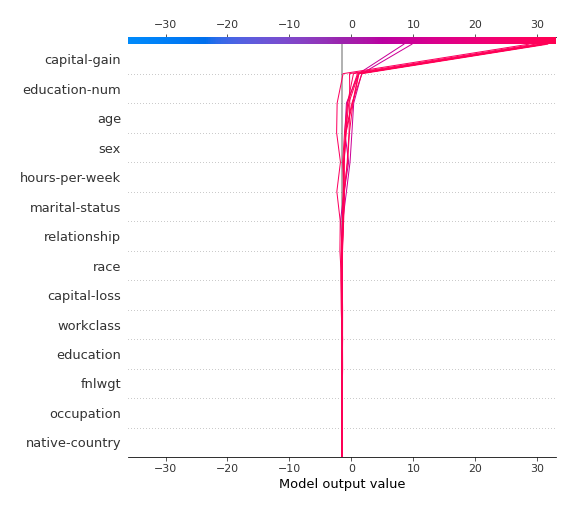 −30 −20 −10 0 10 20 30
capital-gain
education-num
age
sex
hours-per-week
marital-status
relationship
race
capital-loss
workclass
education
fnlwgt
occupation
native-country
−30 −20 −10 0 10 20 30
Model output value